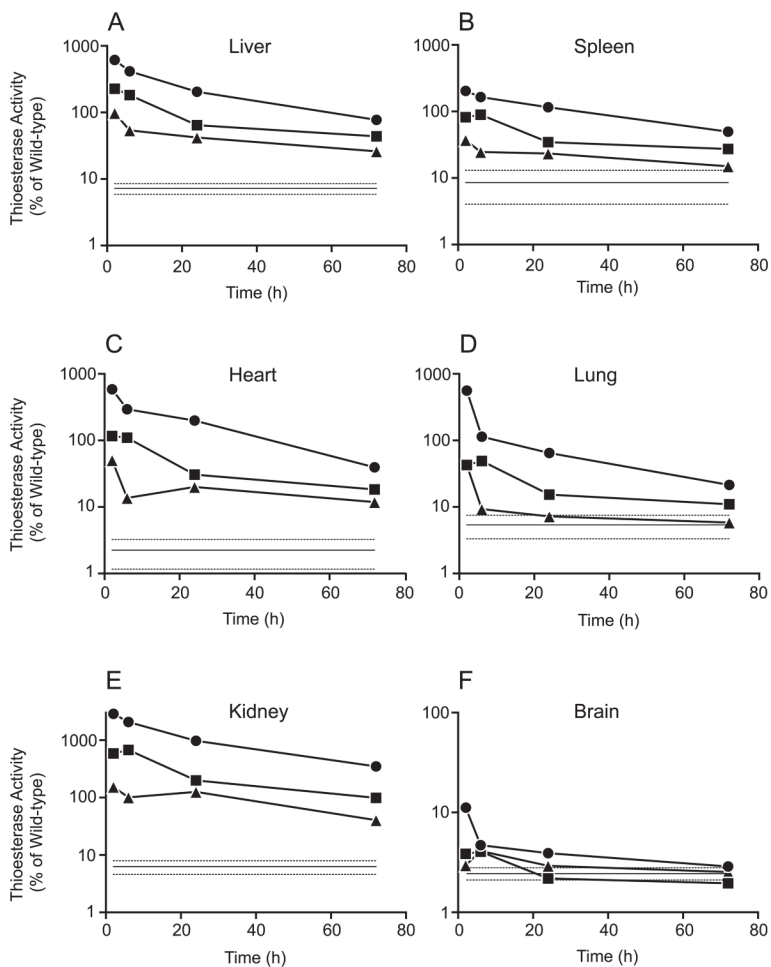 A
Liver
Thioesterase Activity
(% of Wild-type)
1000
100
10
1
0
20
40
60
80
Time (h)
B
Spleen
1000
100
10
1
0
20
40
60
80
Time (h)
C
Heart
Thioesterase Activity
(% of Wild-type)
1000
100
10
1
0
20
40
60
80
Time (h)
D
Lung
1000
100
10
1
0
20
40
60
80
Time (h)
E
Kidney
Thioesterase Activity
(% of Wild-type)
1000
100
10
1
0
20
40
60
80
Time (h)
F
Brain
100
10
1
0
20
40
60
80
Time (h)